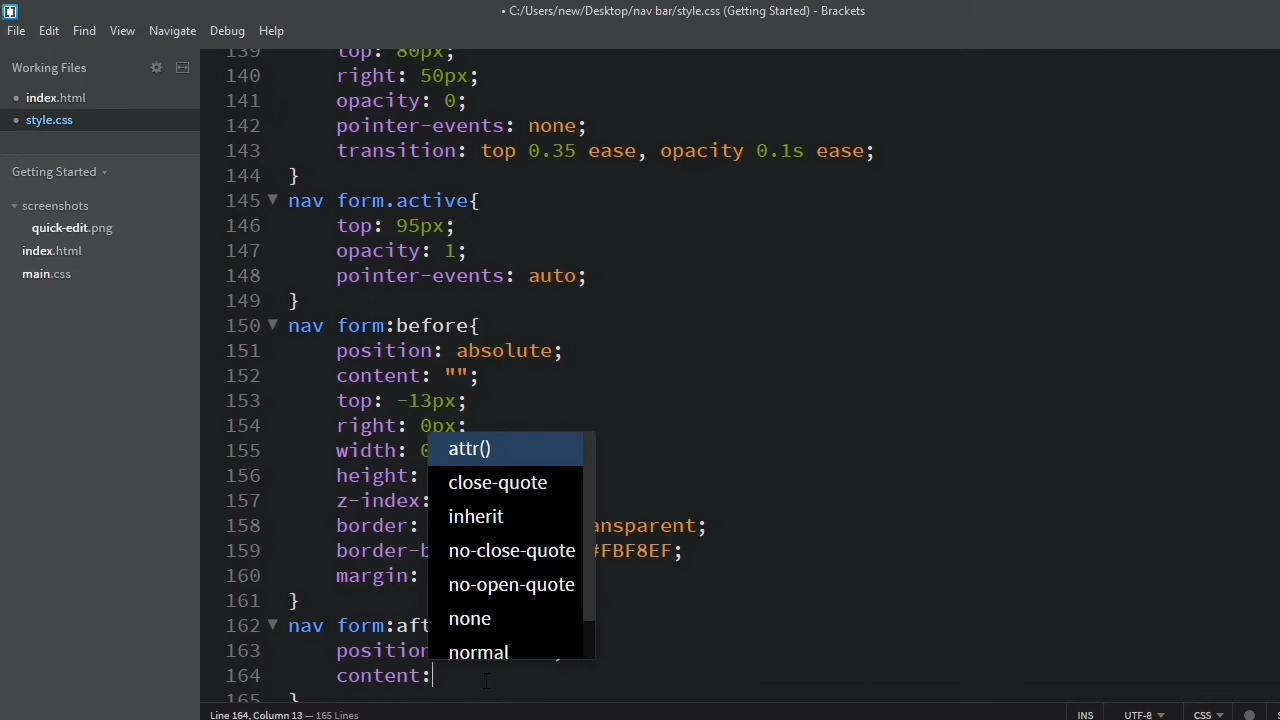 • C:/Users/new/Desktop/nav bar/style.css (Getting Started) - Brackets
File Edit Find View Navigate Debug Help
Working Files
• index.html
• style.css
Getting Started
screenshots
quick-edit.png
index.html
main.css
139 top: 80px;
140 right: 50px;
141 opacity: 0;
142 pointer-events: none;
143 transition: top 0.35 ease, opacity 0.1s ease;
144 }
145 nav form.active{
146 top: 95px;
147 opacity: 1;
148 pointer-events: auto;
149 }
150 nav form:before{
151 position: absolute;
152 content: "";
153 top: -13px;
154 right: 0px;
155 width: 0
156 height:
157 z-index:
158 border: ansparent;
159 border-b #FBF8EF;
160 margin:
161 }
162 nav form:aft
163 position
164 content:
165 }
attr()
close-quote
inherit
no-close-quote
no-open-quote
none
normal
Line 164, Column 13 — 165 Lines
INS UTF-8 CSS